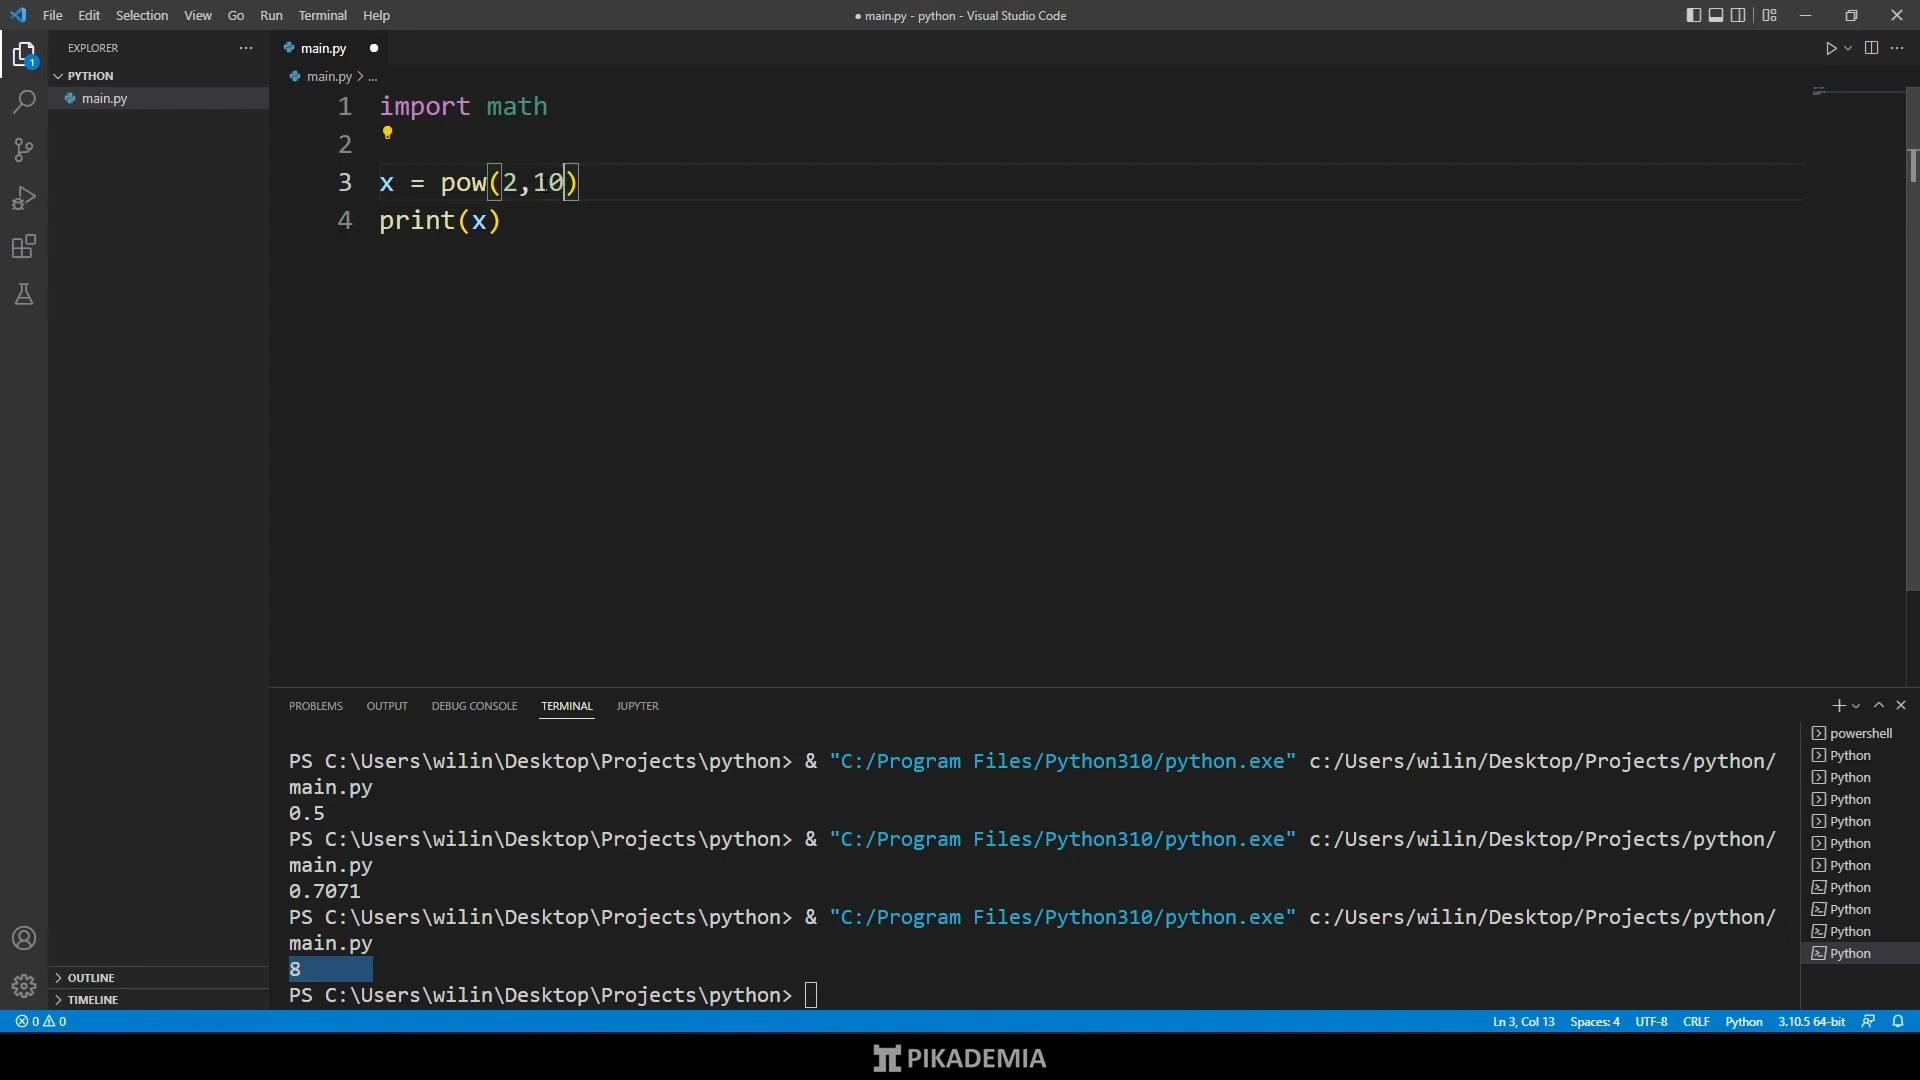 File Edit Selection View Go Run Terminal Help
● main.py - python - Visual Studio Code
EXPLORER
1
PYTHON
main.py
OUTLINE
TIMELINE
main.py
main.py > ...
1 import math
2
3 x = pow(2,10)
4 print(x)
PROBLEMS OUTPUT DEBUG CONSOLE TERMINAL JUPYTER
PS C:\Users\wilin\Desktop\Projects\python> & "C:/Program Files/Python310/python.exe" c:/Users/wilin/Desktop/Projects/python/
main.py
0.5
PS C:\Users\wilin\Desktop\Projects\python> & "C:/Program Files/Python310/python.exe" c:/Users/wilin/Desktop/Projects/python/
main.py
0.7071
PS C:\Users\wilin\Desktop\Projects\python> & "C:/Program Files/Python310/python.exe" c:/Users/wilin/Desktop/Projects/python/
main.py
8
PS C:\Users\wilin\Desktop\Projects\python>
powershell
Python
Python
Python
Python
Python
Python
Python
Python
Python
Python
0 0
Ln 3, Col 13 Spaces: 4 UTF-8 CRLF Python 3.10.5 64-bit
PIKADEMIA